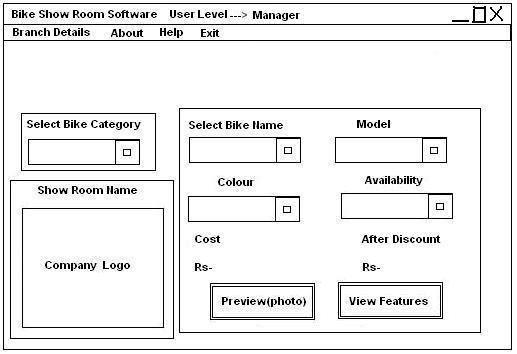 Bike Show Room Software User Level ---> Manager
Branch Details About Help Exit
Select Bike Category
Select Bike Name Model
Show Room Name
Colour Availability
Company Logo
Cost After Discount
Rs- Rs-
Preview(photo) View Features